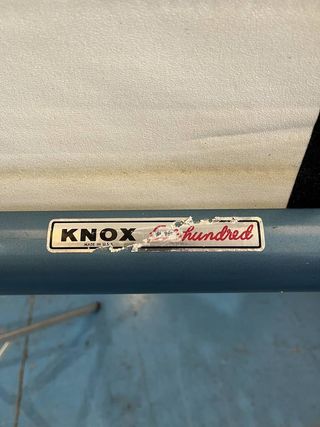 KNOX hundred
MADE IN U.S.A.